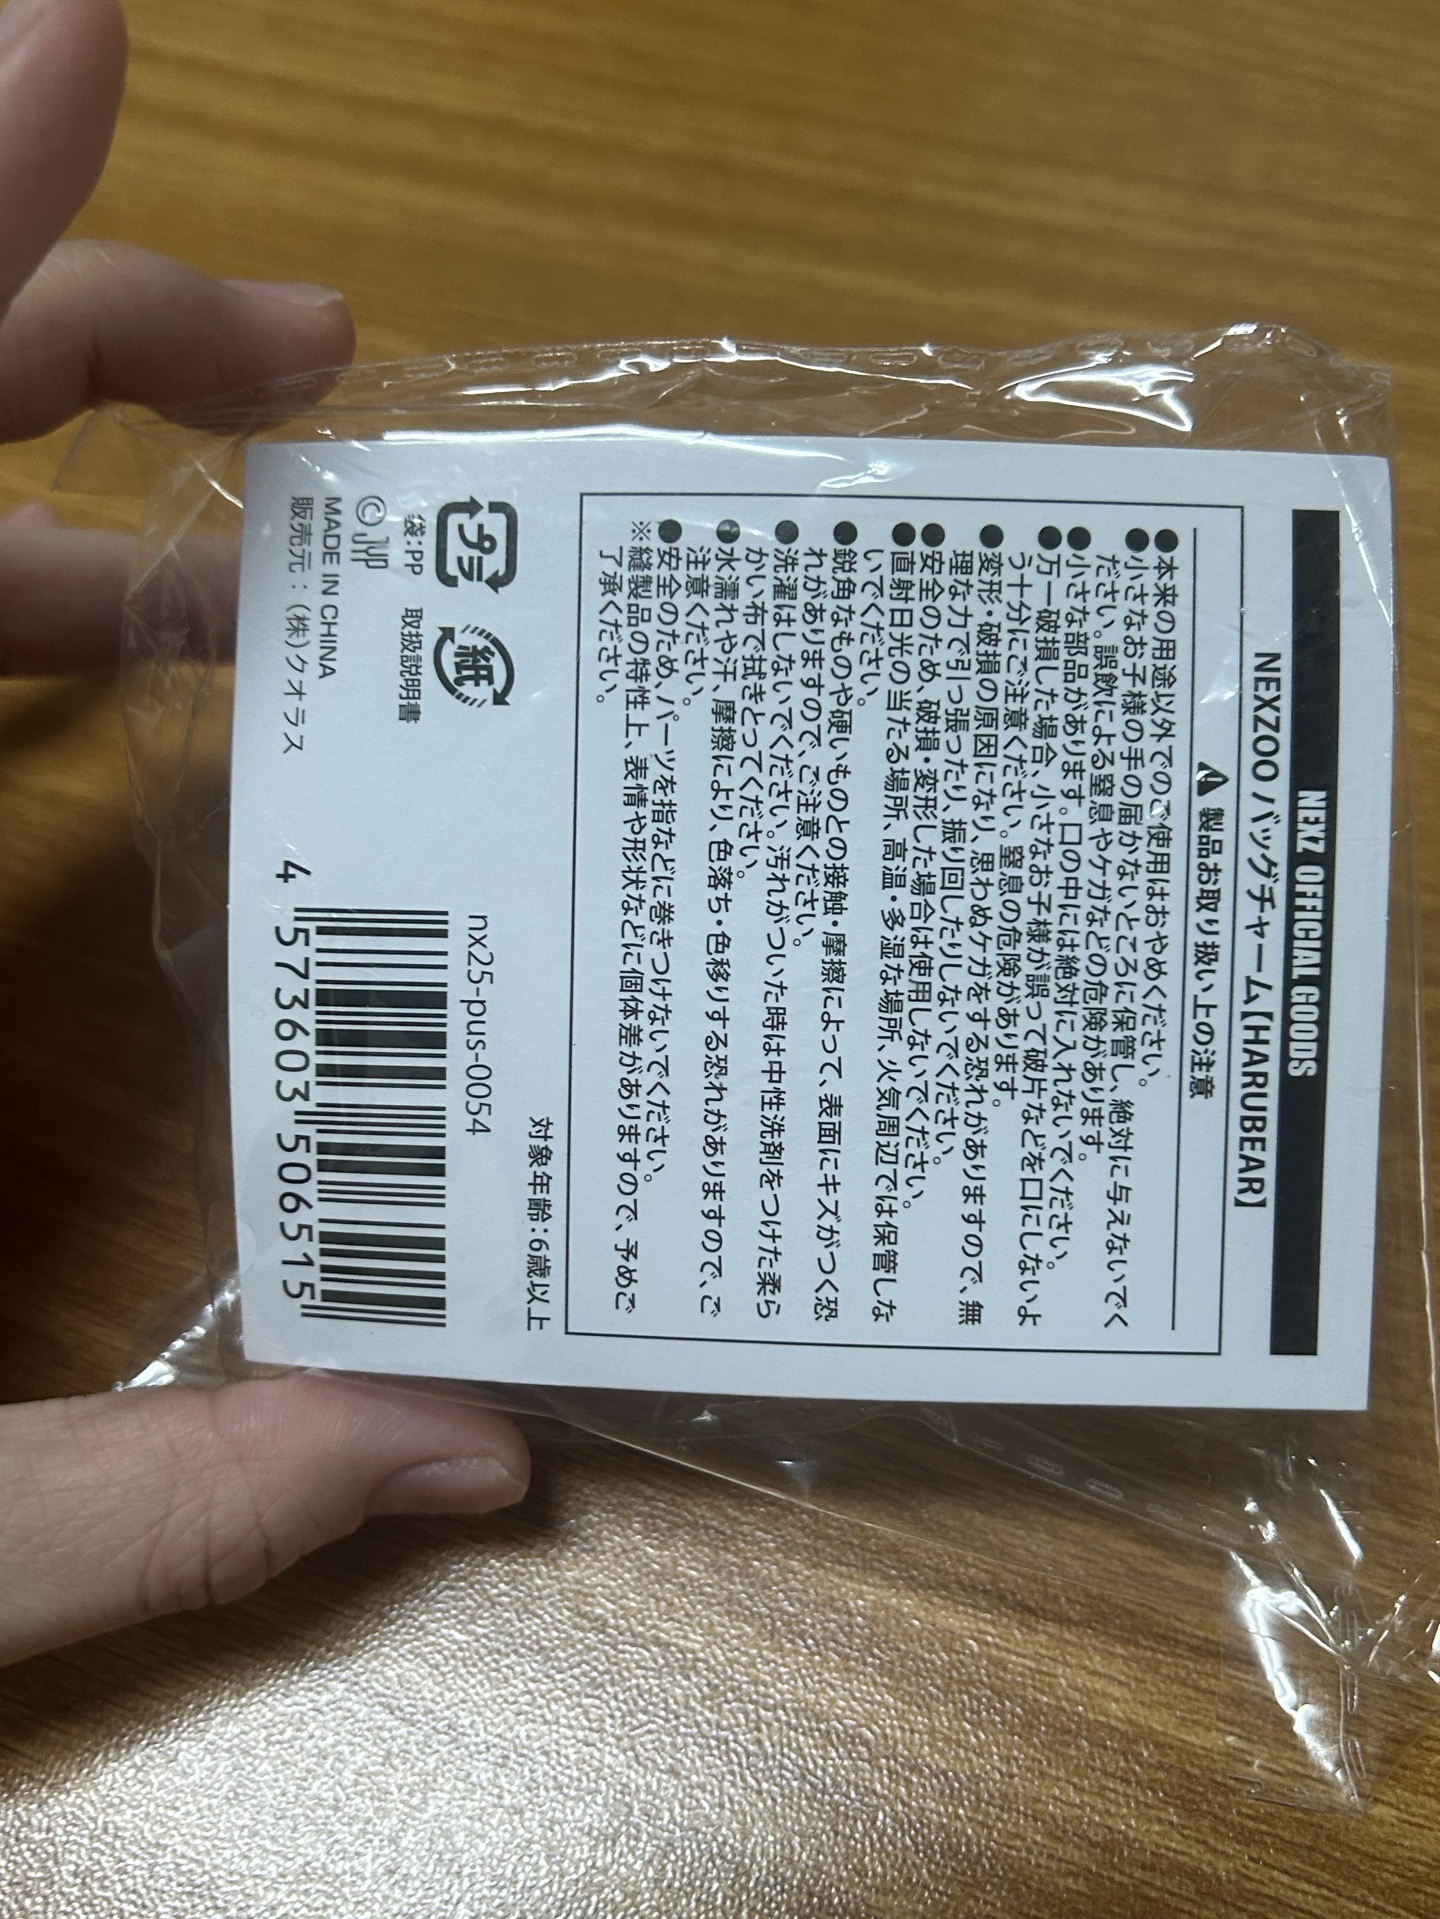 NEXZ OFFICIAL GOODS
NEXZOO バッグチャーム【HARUBEAR】
⚠ 製品お取り扱い上の注意
●本来の用途以外でのご使用はおやめください。
●小さなお子様の手の届かないところに保管し、絶対に与えないでく
ださい。誤飲による窒息やケガなどの危険があります。
●小さな部品があります。口の中には絶対に入れないでください。
●万一破損した場合、小さなお子様が誤って破片などを口にしないよ
う十分にご注意ください。窒息の危険があります。
●変形・破損の原因になり、思わぬケガをする恐れがありますので、無
理な力で引っ張ったり、振り回したりしないでください。
●安全のため、破損・変形した場合は使用しないでください。
●直射日光の当たる場所、高温・多湿な場所、火気周辺では保管しな
いでください。
●鋭角なものや硬いものとの接触・摩擦によって、表面にキズがつく恐
れがありますので、ご注意ください。
●洗濯はしないでください。汚れがついた時は中性洗剤をつけた柔ら
かい布で拭きとってください。
●水濡れや汗、摩擦により、色落ち・色移りする恐れがありますので、ご
注意ください。
●安全のため、パーツを指などに巻きつけないでください。
※縫製品の特性上、表情や形状などに個体差がありますので、予めご
了承ください。
対象年齢：6歳以上
プラ 紙
袋：PP 取扱説明書
© JYP
MADE IN CHINA
販売元：（株）クオラス
nx25-pus-0054
4 573603 506515